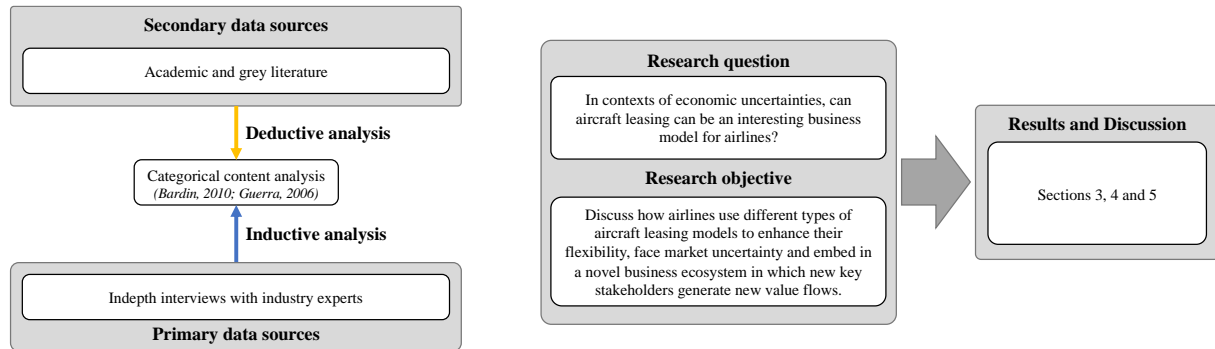 Secondary data sources
Academic and grey literature
Deductive analysis
Categorical content analysis
(Bardin, 2010; Guerra, 2006)
Inductive analysis
Indepth interviews with industry experts
Primary data sources
Research question
In contexts of economic uncertainties, can
aircraft leasing can be an interesting business
model for airlines?
Research objective
Discuss how airlines use different types of
aircraft leasing models to enhance their
flexibility, face market uncertainty and embed in
a novel business ecosystem in which new key
stakeholders generate new value flows.
Results and Discussion
Sections 3, 4 and 5